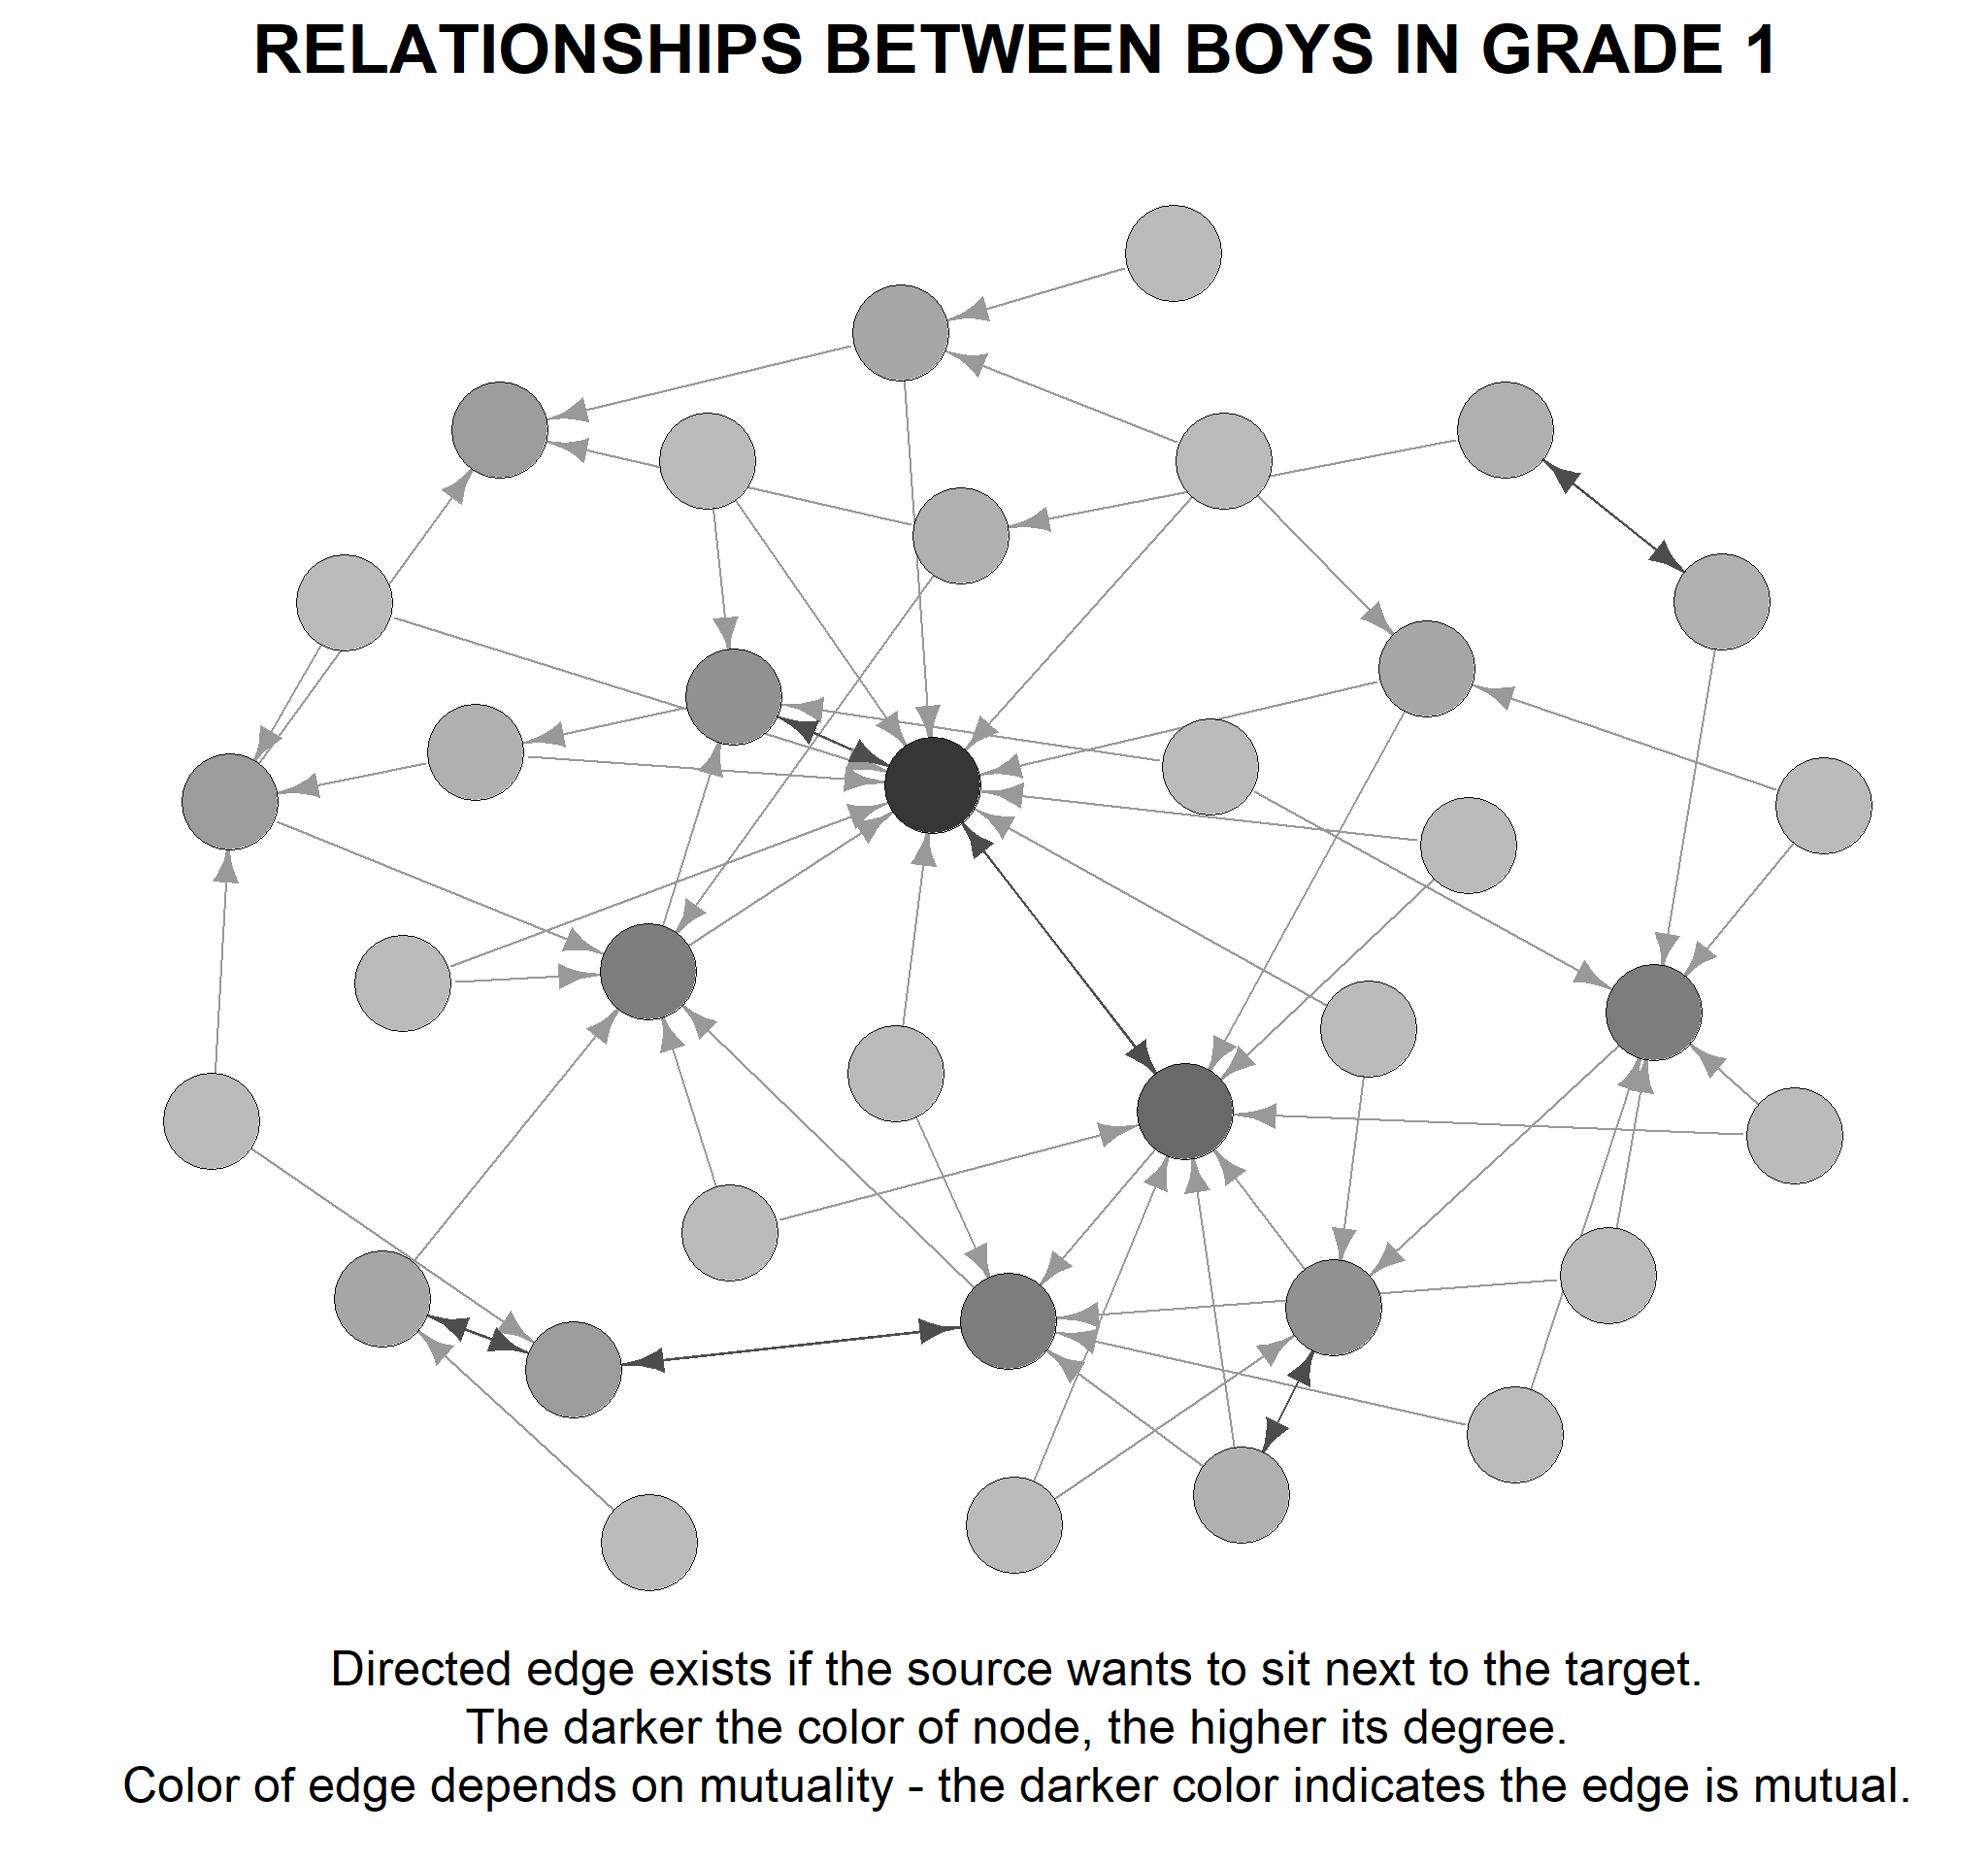 RELATIONSHIPS BETWEEN BOYS IN GRADE 1
Directed edge exists if the source wants to sit next to the target.
The darker the color of node, the higher its degree.
Color of edge depends on mutuality - the darker color indicates the edge is mutual.